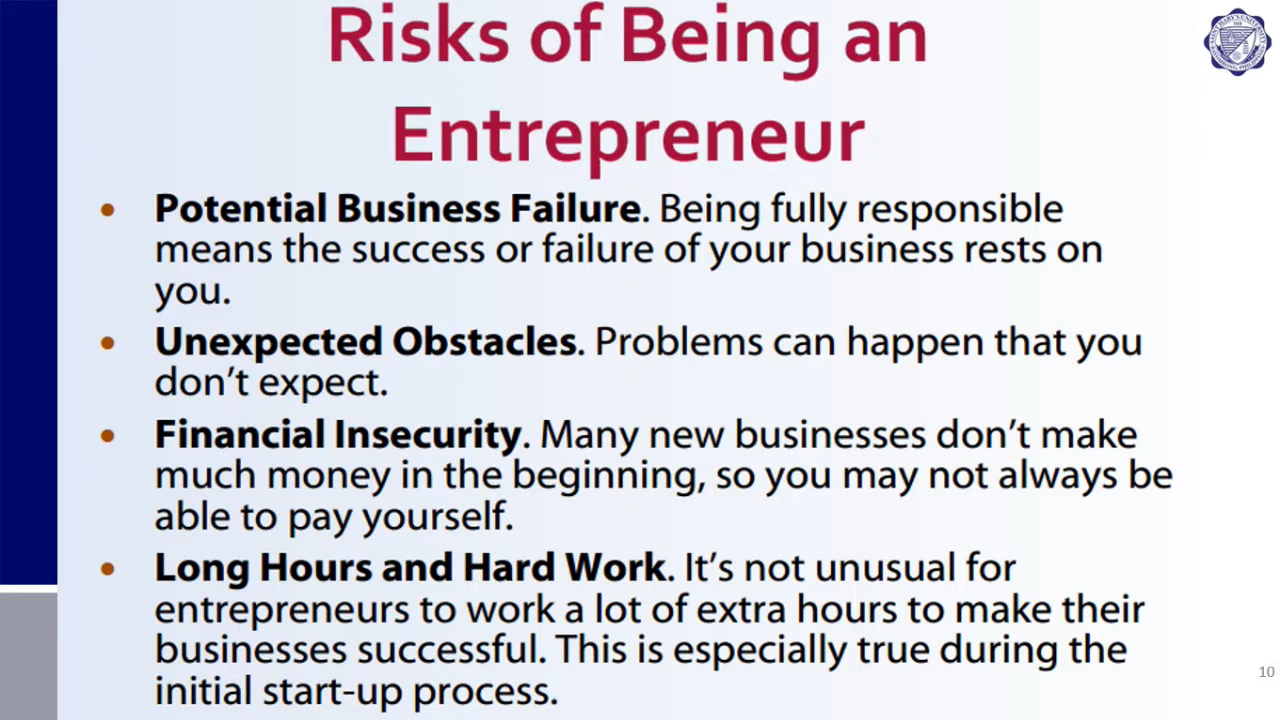 Risks of Being an
Entrepreneur
• Potential Business Failure. Being fully responsible
means the success or failure of your business rests on
you.
• Unexpected Obstacles. Problems can happen that you
don’t expect.
• Financial Insecurity. Many new businesses don’t make
much money in the beginning, so you may not always be
able to pay yourself.
• Long Hours and Hard Work. It’s not unusual for
entrepreneurs to work a lot of extra hours to make their
businesses successful. This is especially true during the
initial start-up process.
10